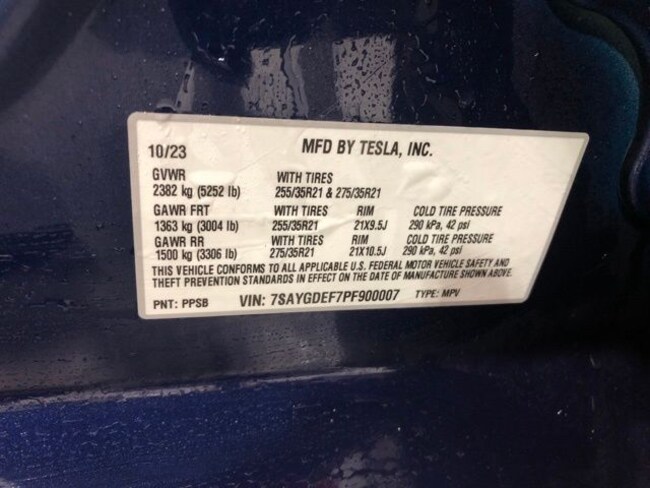 10/23 MFD BY TESLA, INC.
GVWR WITH TIRES
2382 kg (5252 lb) 255/35R21 & 275/35R21
GAWR FRT WITH TIRES RIM COLD TIRE PRESSURE
1363 kg (3004 lb) 255/35R21 21X9.5J 290 kPa, 42 psi
GAWR RR WITH TIRES RIM COLD TIRE PRESSURE
1500 kg (3306 lb) 275/35R21 21X10.5J 290 kPa, 42 psi
THIS VEHICLE CONFORMS TO ALL APPLICABLE U.S. FEDERAL MOTOR VEHICLE SAFETY AND
THEFT PREVENTION STANDARDS IN EFFECT ON THE DATE OF MANUFACTURE SHOWN ABOVE.
PNT: PPSB VIN: 7SAYGDEF7PF900007 TYPE: MPV